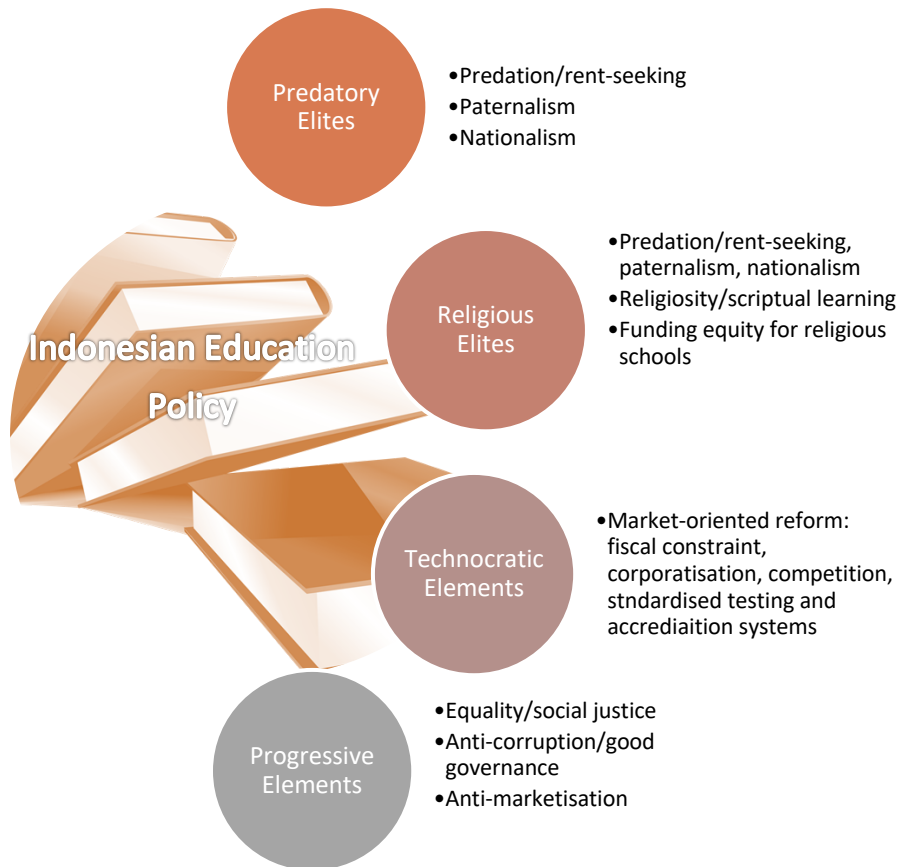 Predatory
Elites
•Predation/rent-seeking
•Paternalism
•Nationalism
Indonesian Education
Policy
Religious
Elites
•Predation/rent-seeking,
paternalism, nationalism
•Religiosity/scriptual learning
•Funding equity for religious
schools
Technocratic
Elements
•Market-oriented reform:
fiscal constraint,
corporatisation, competition,
stndardised testing and
accrediaition systems
Progressive
Elements
•Equality/social justice
•Anti-corruption/good
governance
•Anti-marketisation